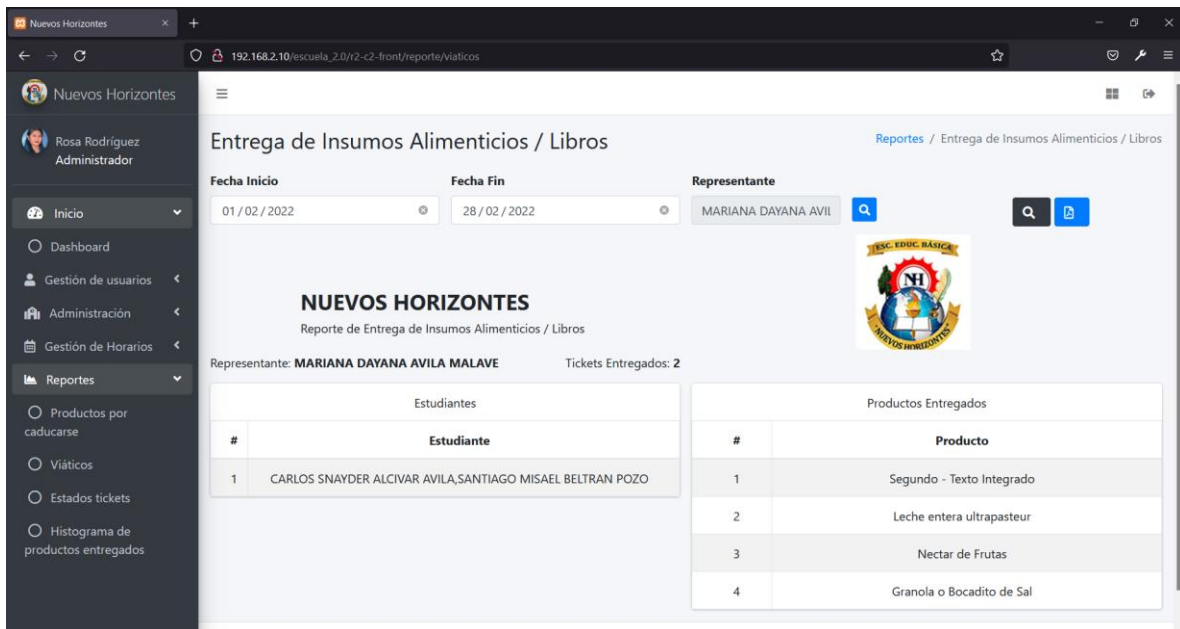 Nuevos Horizontes
192.168.2.10/escuela_2.0/r2-c2-front/reporte/viaticos
Nuevos Horizontes
Rosa Rodríguez
Administrador
Inicio
Dashboard
Gestión de usuarios
Administración
Gestión de Horarios
Reportes
Productos por
caducarse
Viáticos
Estados tickets
Histograma de
productos entregados
Entrega de Insumos Alimenticios / Libros
Reportes / Entrega de Insumos Alimenticios / Libros
Fecha Inicio
Fecha Fin
Representante
01/02/2022
28/02/2022
MARIANA DAYANA AVIL
ESC. EDUC. BÁSICA
NH
NUEVOS HORIZONTES
NUEVOS HORIZONTES
Reporte de Entrega de Insumos Alimenticios / Libros
Representante: MARIANA DAYANA AVILA MALAVE
Tickets Entregados: 2
Estudiantes
# Estudiante
1 CARLOS SNAYDER ALCIVAR AVILA,SANTIAGO MISAEL BELTRAN POZO
Productos Entregados
# Producto
1 Segundo - Texto Integrado
2 Leche entera ultrapasteur
3 Nectar de Frutas
4 Granola o Bocadito de Sal